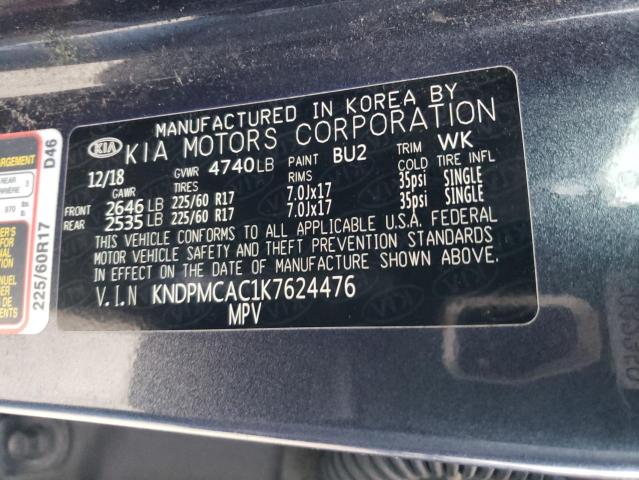 MANUFACTURED IN KOREA BY
KIA KIA MOTORS CORPORATION
12/18 GVWR 4740LB PAINT BU2 TRIM WK
GAWR TIRES RIMS COLD TIRE INFL
FRONT 2646 LB 225/60 R17 7.0Jx17 35psi SINGLE
REAR 2535 LB 225/60 R17 7.0Jx17 35psi SINGLE
THIS VEHICLE CONFORMS TO ALL APPLICABLE U.S.A. FEDERAL
MOTOR VEHICLE SAFETY AND THEFT PREVENTION STANDARDS
IN EFFECT ON THE DATE OF MANUFACTURE SHOWN ABOVE.
V.I.N KNDPMCAC1K7624476
MPV
D46
225/60R17
ARGEMENT
REAR